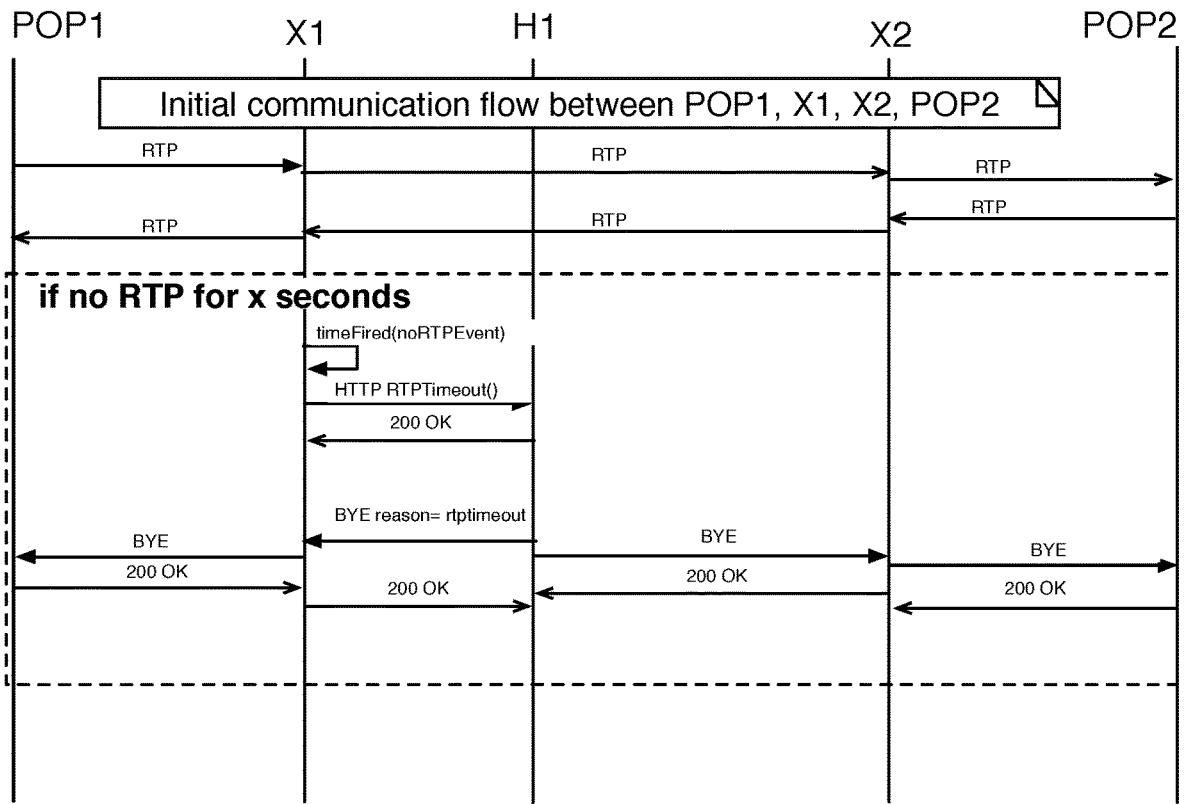 POP1 X1 H1 X2 POP2
Initial communication flow between POP1, X1, X2, POP2
RTP RTP RTP
RTP RTP RTP
if no RTP for x seconds
timeFired(noRTPEvent)
HTTP RTPTimeout()
200 OK
BYE reason= rtptimeout
BYE BYE BYE
200 OK 200 OK 200 OK 200 OK